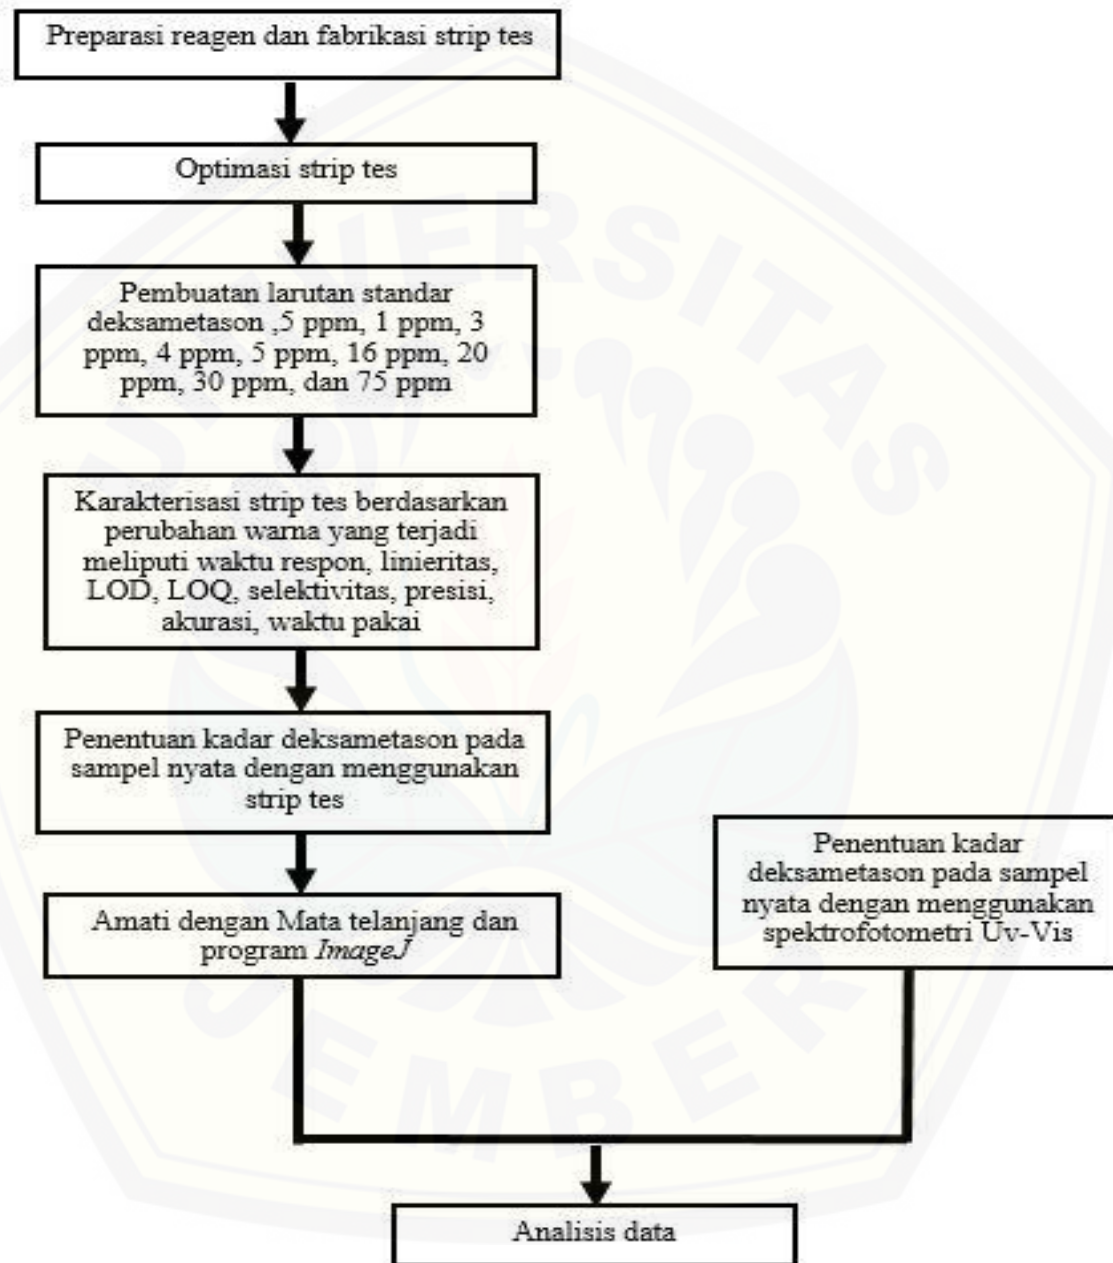 Preparasi reagen dan fabrikasi strip tes
Optimasi strip tes
Pembuatan larutan standar
deksametason ,5 ppm, 1 ppm, 3
ppm, 4 ppm, 5 ppm, 16 ppm, 20
ppm, 30 ppm, dan 75 ppm
Karakterisasi strip tes berdasarkan
perubahan warna yang terjadi
meliputi waktu respon, linieritas,
LOD, LOQ, selektivitas, presisi,
akurasi, waktu pakai
Penentuan kadar deksametason pada
sampel nyata dengan menggunakan
strip tes
Amati dengan Mata telanjang dan
program ImageJ
Penentuan kadar
deksametason pada sampel
nyata dengan menggunakan
spektrofotometri Uv-Vis
Analisis data
UNIVERSITAS
JEMBER